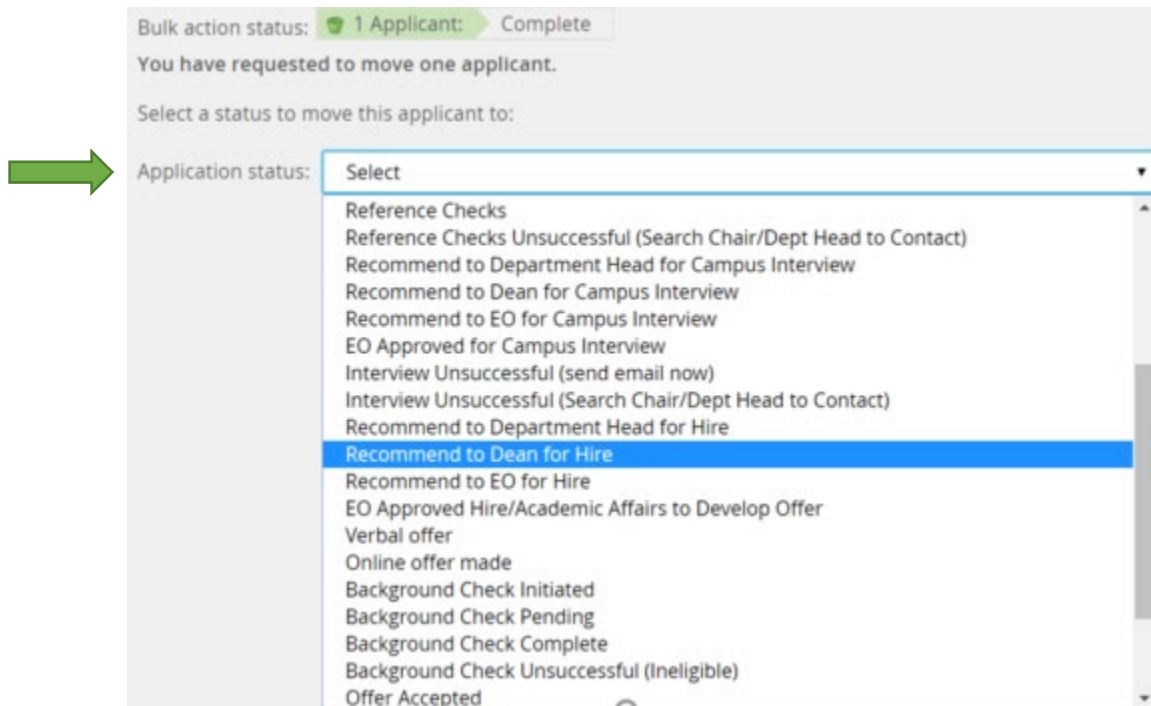 Bulk action status: 1 Applicant: Complete
You have requested to move one applicant.
Select a status to move this applicant to:
Application status: Select
Reference Checks
Reference Checks Unsuccessful (Search Chair/Dept Head to Contact)
Recommend to Department Head for Campus Interview
Recommend to Dean for Campus Interview
Recommend to EO for Campus Interview
EO Approved for Campus Interview
Interview Unsuccessful (send email now)
Interview Unsuccessful (Search Chair/Dept Head to Contact)
Recommend to Department Head for Hire
Recommend to Dean for Hire
Recommend to EO for Hire
EO Approved Hire/Academic Affairs to Develop Offer
Verbal offer
Online offer made
Background Check Initiated
Background Check Pending
Background Check Complete
Background Check Unsuccessful (Ineligible)
Offer Accepted